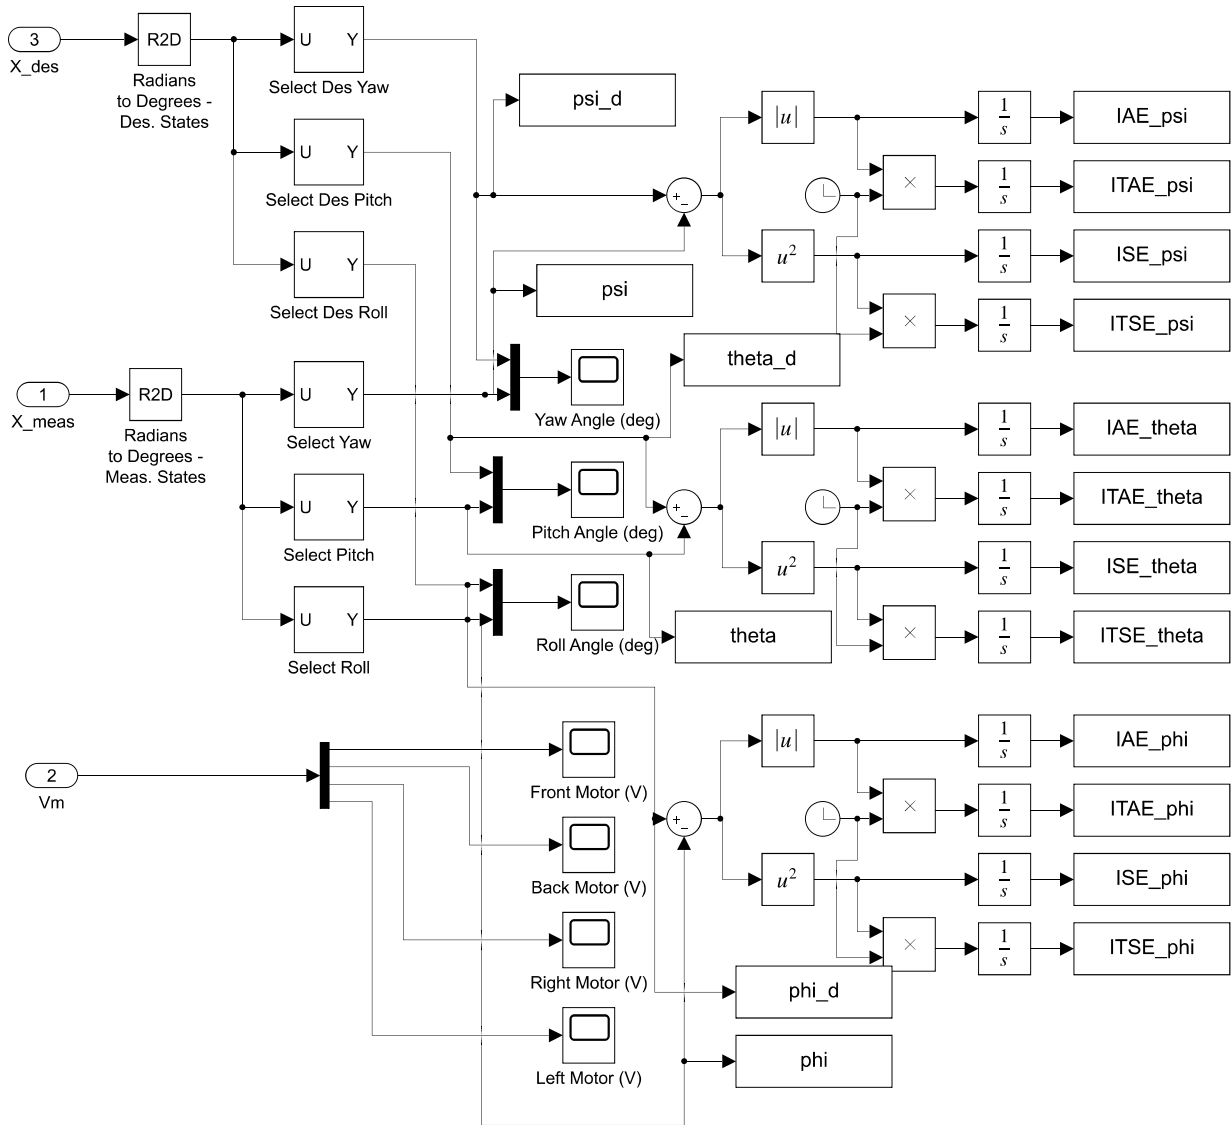 3
X_des
R2D
Radians
to Degrees -
Des. States
U Y
Select Des Yaw
U Y
Select Des Pitch
U Y
Select Des Roll
1
X_meas
R2D
Radians
to Degrees -
Meas. States
U Y
Select Yaw
U Y
Select Pitch
U Y
Select Roll
2
Vm
psi_d
psi
Yaw Angle (deg)
theta_d
Pitch Angle (deg)
Roll Angle (deg)
theta
Front Motor (V)
Back Motor (V)
Right Motor (V)
Left Motor (V)
phi_d
phi
+
−
|u|
1
s
IAE_psi
×
1
s
ITAE_psi
u²
1
s
ISE_psi
×
1
s
ITSE_psi
+
−
|u|
1
s
IAE_theta
×
1
s
ITAE_theta
u²
1
s
ISE_theta
×
1
s
ITSE_theta
+
−
|u|
1
s
IAE_phi
×
1
s
ITAE_phi
u²
1
s
ISE_phi
×
1
s
ITSE_phi